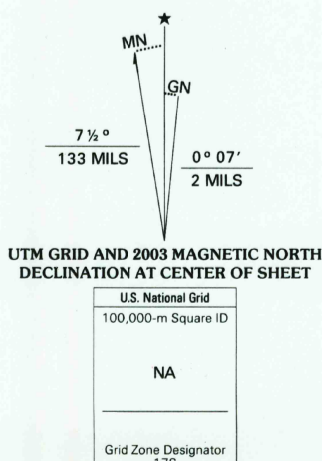 MN
GN
7 ½ °
133 MILS
0° 07′
2 MILS
UTM GRID AND 2003 MAGNETIC NORTH
DECLINATION AT CENTER OF SHEET
U.S. National Grid
100,000-m Square ID
NA
Grid Zone Designator